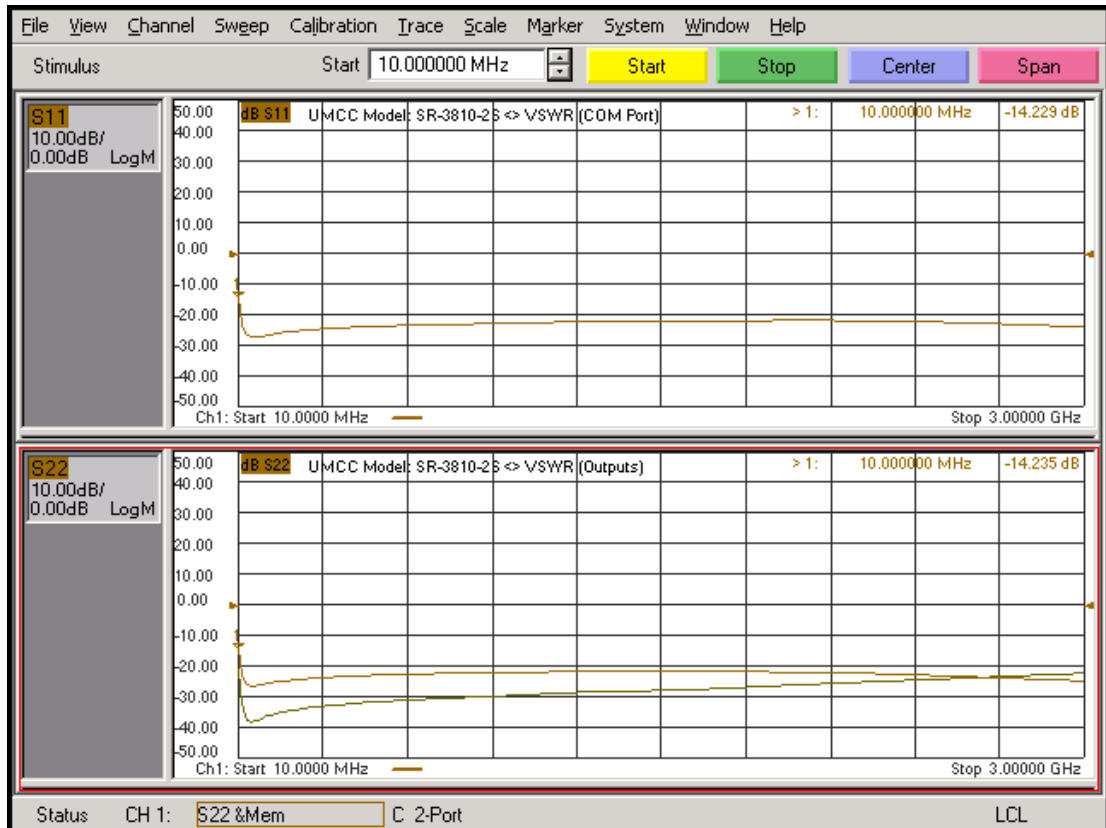 File View Channel Sweep Calibration Trace Scale Marker System Window Help
Stimulus Start 10.000000 MHz Start Stop Center Span
S11
10.00dB/
0.00dB LogM
50.00
40.00
30.00
20.00
10.00
0.00
-10.00
-20.00
-30.00
-40.00
-50.00
dB S11 UMCC Model: SR-3810-2S <> VSWR (COM Port) > 1: 10.000000 MHz -14.229 dB
1
Ch1: Start 10.0000 MHz Stop 3.00000 GHz
S22
10.00dB/
0.00dB LogM
50.00
40.00
30.00
20.00
10.00
0.00
-10.00
-20.00
-30.00
-40.00
-50.00
dB S22 UMCC Model: SR-3810-2S <> VSWR (Outputs) > 1: 10.000000 MHz -14.235 dB
1
Ch1: Start 10.0000 MHz Stop 3.00000 GHz
Status CH 1: S22 &Mem C 2-Port LCL